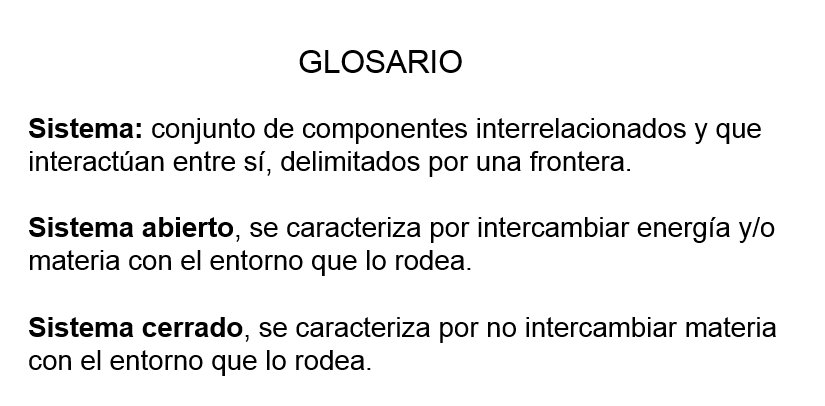 GLOSARIO
Sistema: conjunto de componentes interrelacionados y que
interactúan entre sí, delimitados por una frontera.
Sistema abierto, se caracteriza por intercambiar energía y/o
materia con el entorno que lo rodea.
Sistema cerrado, se caracteriza por no intercambiar materia
con el entorno que lo rodea.